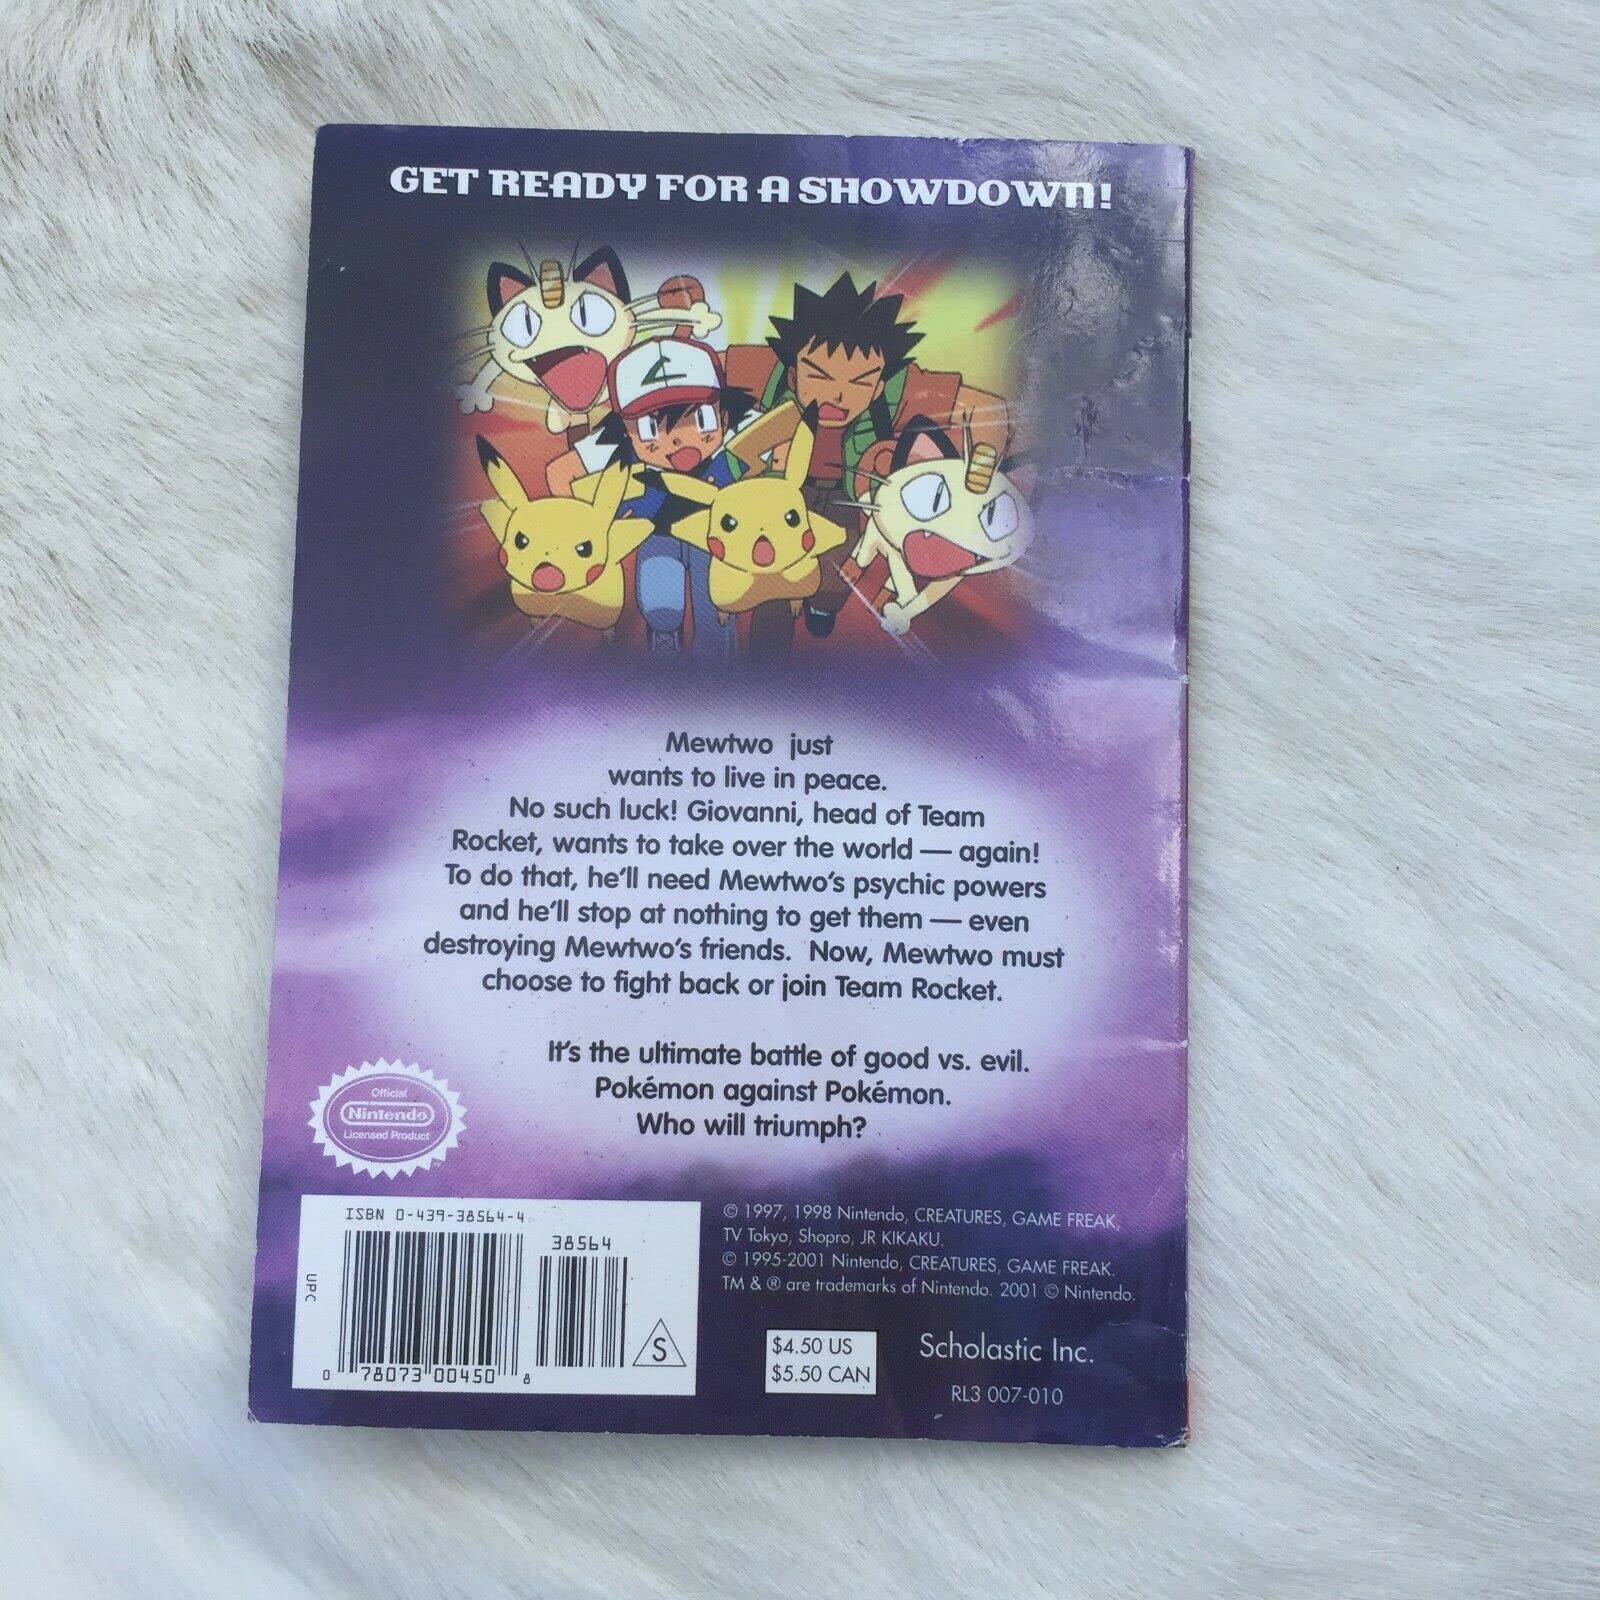 GET READY FOR A SHOWDOWN!
Mewtwo just
wants to live in peace.
No such luck! Giovanni, head of Team
Rocket, wants to take over the world — again!
To do that, he'll need Mewtwo's psychic powers
and he'll stop at nothing to get them — even
destroying Mewtwo's friends. Now, Mewtwo must
choose to fight back or join Team Rocket.
It's the ultimate battle of good vs. evil.
Pokémon against Pokémon.
Who will triumph?
Official
Nintendo
Licensed Product
ISBN 0-439-38564-4
38564
UPC
0 78073 00450 8
S
© 1997, 1998 Nintendo, CREATURES, GAME FREAK,
TV Tokyo, Shopro, JR KIKAKU.
© 1995-2001 Nintendo, CREATURES, GAME FREAK.
TM & ® are trademarks of Nintendo. 2001 © Nintendo.
$4.50 US
$5.50 CAN
Scholastic Inc.
RL3 007-010